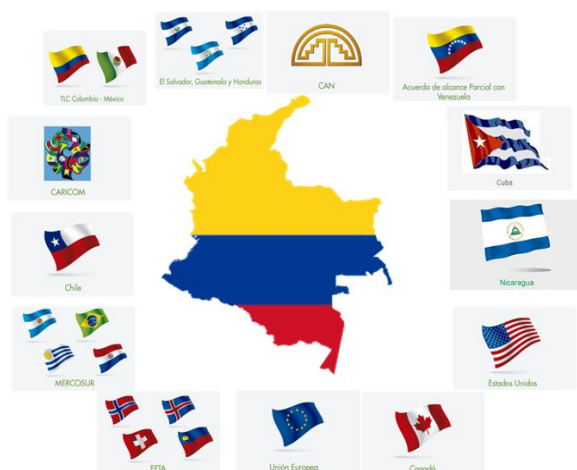 TLC Colombia - México
El Salvador, Guatemala y Honduras
CAN
Acuerdo de alcance Parcial con
Venezuela
CARICOM
Cuba
Chile
Nicaragua
MERCOSUR
Estados Unidos
EFTA
Unión Europea
Canadá